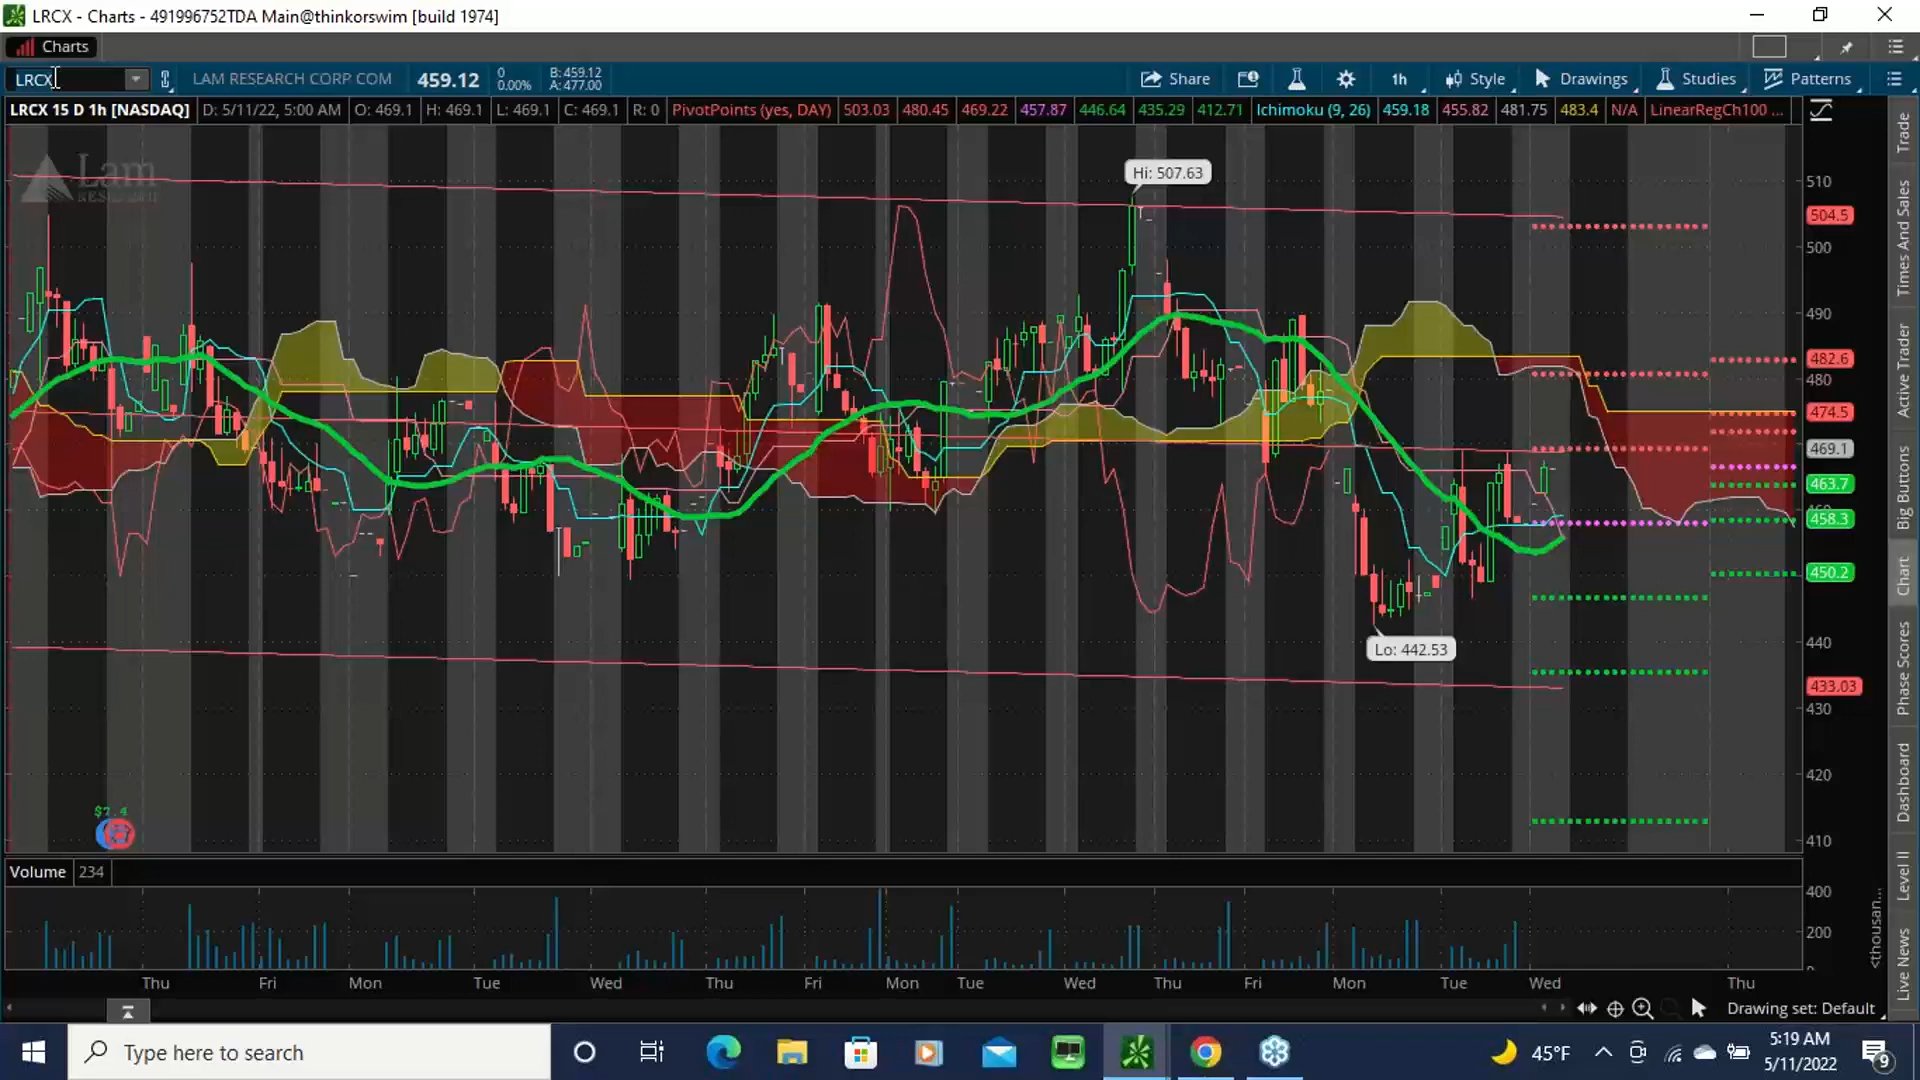 LRCX - Charts - 491996752TDA Main@thinkorswim [build 1974]
Charts
LRCX
LAM RESEARCH CORP COM
459.12
0
0.00%
B: 459.12
A: 477.00
Share
1h
Style
Drawings
Studies
Patterns
LRCX 15 D 1h [NASDAQ]
D: 5/11/22, 5:00 AM
O: 469.1
H: 469.1
L: 469.1
C: 469.1
R: 0
PivotPoints (yes, DAY)
503.03
480.45
469.22
457.87
446.64
435.29
412.71
Ichimoku (9, 26)
459.18
455.82
481.75
483.4
N/A
LinearRegCh100 ...
Lam
RESEARCH
Hi: 507.63
Lo: 442.53
510
504.5
500
490
482.6
480
474.5
469.1
463.7
458.3
450.2
440
433.03
430
420
410
$?.4
Volume
234
400
200
0
<thousan...
Thu
Fri
Mon
Tue
Wed
Thu
Fri
Mon
Tue
Wed
Thu
Fri
Mon
Tue
Wed
Thu
Drawing set: Default
Trade
Times And Sales
Active Trader
Big Buttons
Chart
Phase Scores
Dashboard
Level II
Live News
Type here to search
45°F
5:19 AM
5/11/2022
9